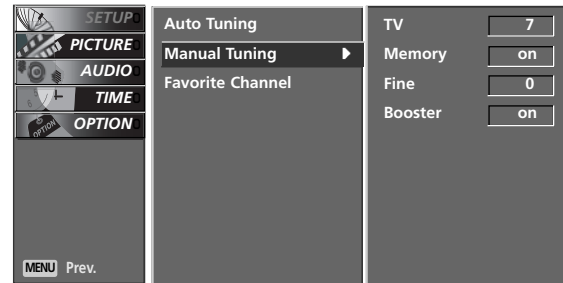 SETUP
PICTURE
AUDIO
TIME
OPTION
MENU Prev.
Auto Tuning
Manual Tuning
Favorite Channel
TV 7
Memory on
Fine 0
Booster on